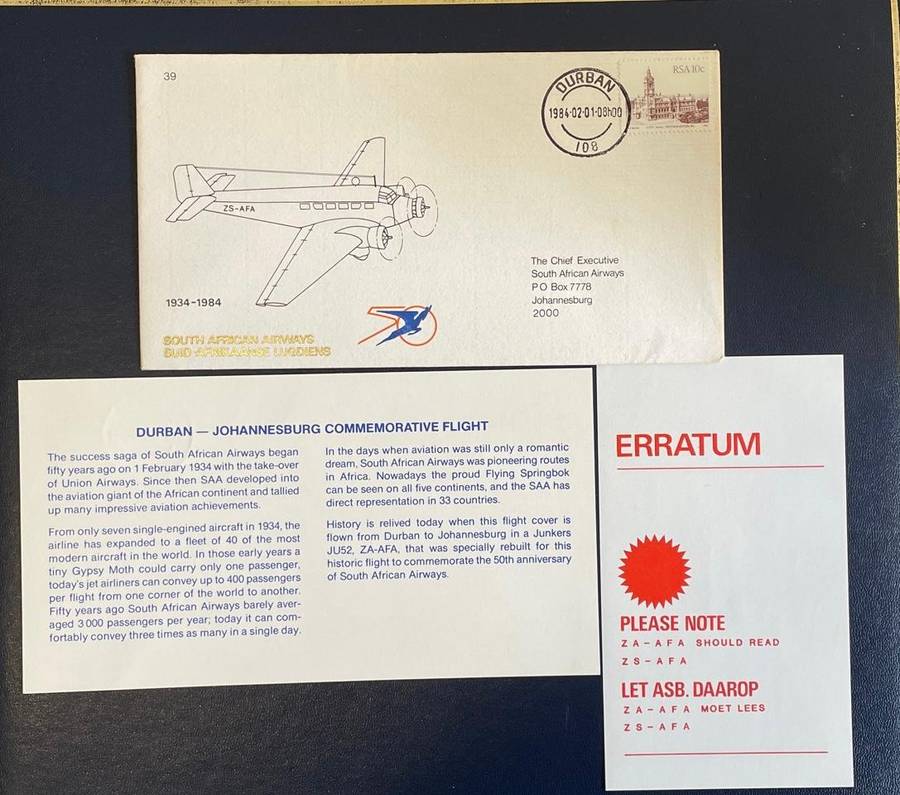 39
DURBAN
1984-02-01-08h00
108
RSA 10c
ZS-AFA
1934-1984
SOUTH AFRICAN AIRWAYS
SUID-AFRIKAANSE LUGDIENS
50
The Chief Executive
South African Airways
P O Box 7778
Johannesburg
2000
DURBAN — JOHANNESBURG COMMEMORATIVE FLIGHT
The success saga of South African Airways began
fifty years ago on 1 February 1934 with the take-over
of Union Airways. Since then SAA developed into
the aviation giant of the African continent and tallied
up many impressive aviation achievements.
From only seven single-engined aircraft in 1934, the
airline has expanded to a fleet of 40 of the most
modern aircraft in the world. In those early years a
tiny Gypsy Moth could carry only one passenger,
today's jet airliners can convey up to 400 passengers
per flight from one corner of the world to another.
Fifty years ago South African Airways barely aver-
aged 3 000 passengers per year; today it can com-
fortably convey three times as many in a single day.
In the days when aviation was still only a romantic
dream, South African Airways was pioneering routes
in Africa. Nowadays the proud Flying Springbok
can be seen on all five continents, and the SAA has
direct representation in 33 countries.
History is relived today when this flight cover is
flown from Durban to Johannesburg in a Junkers
JU52, ZA-AFA, that was specially rebuilt for this
historic flight to commemorate the 50th anniversary
of South African Airways.
ERRATUM
PLEASE NOTE
ZA-AFA SHOULD READ
ZS-AFA
LET ASB. DAAROP
ZA-AFA MOET LEES
ZS-AFA